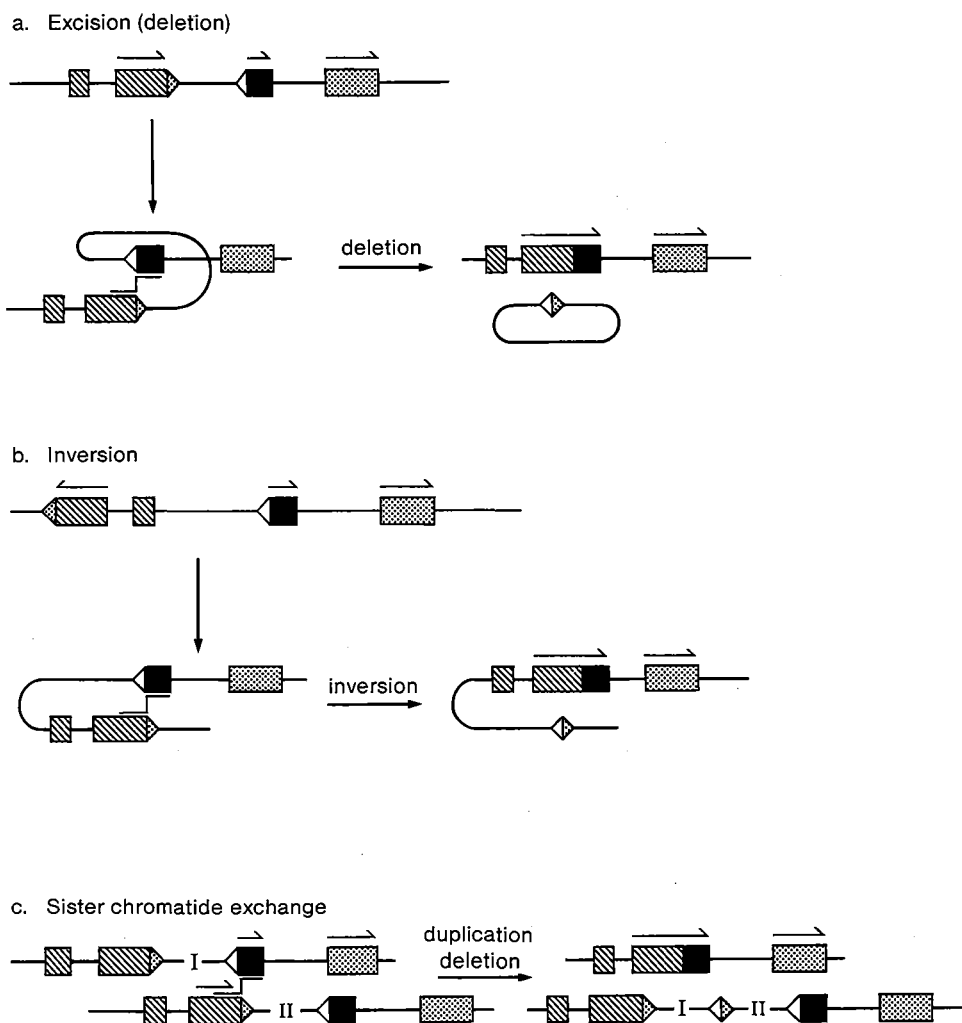 a. Excision (deletion)
deletion
b. Inversion
inversion
c. Sister chromatide exchange
duplication
deletion
I
II
I
II